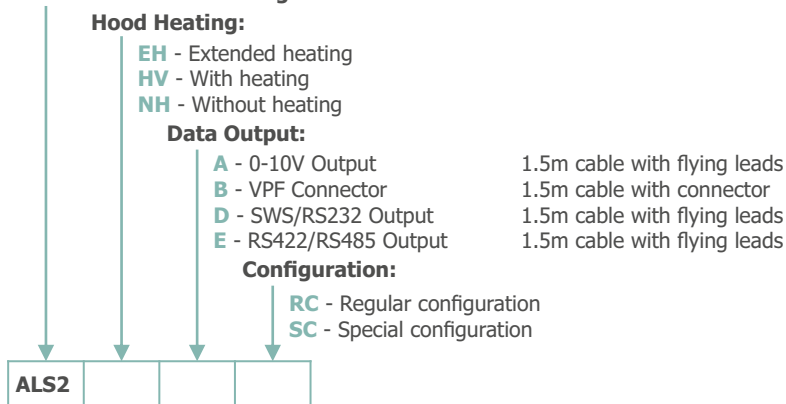 Hood Heating:
EH - Extended heating
HV - With heating
NH - Without heating
Data Output:
A - 0-10V Output 1.5m cable with flying leads
B - VPF Connector 1.5m cable with connector
D - SWS/RS232 Output 1.5m cable with flying leads
E - RS422/RS485 Output 1.5m cable with flying leads
Configuration:
RC - Regular configuration
SC - Special configuration
ALS2